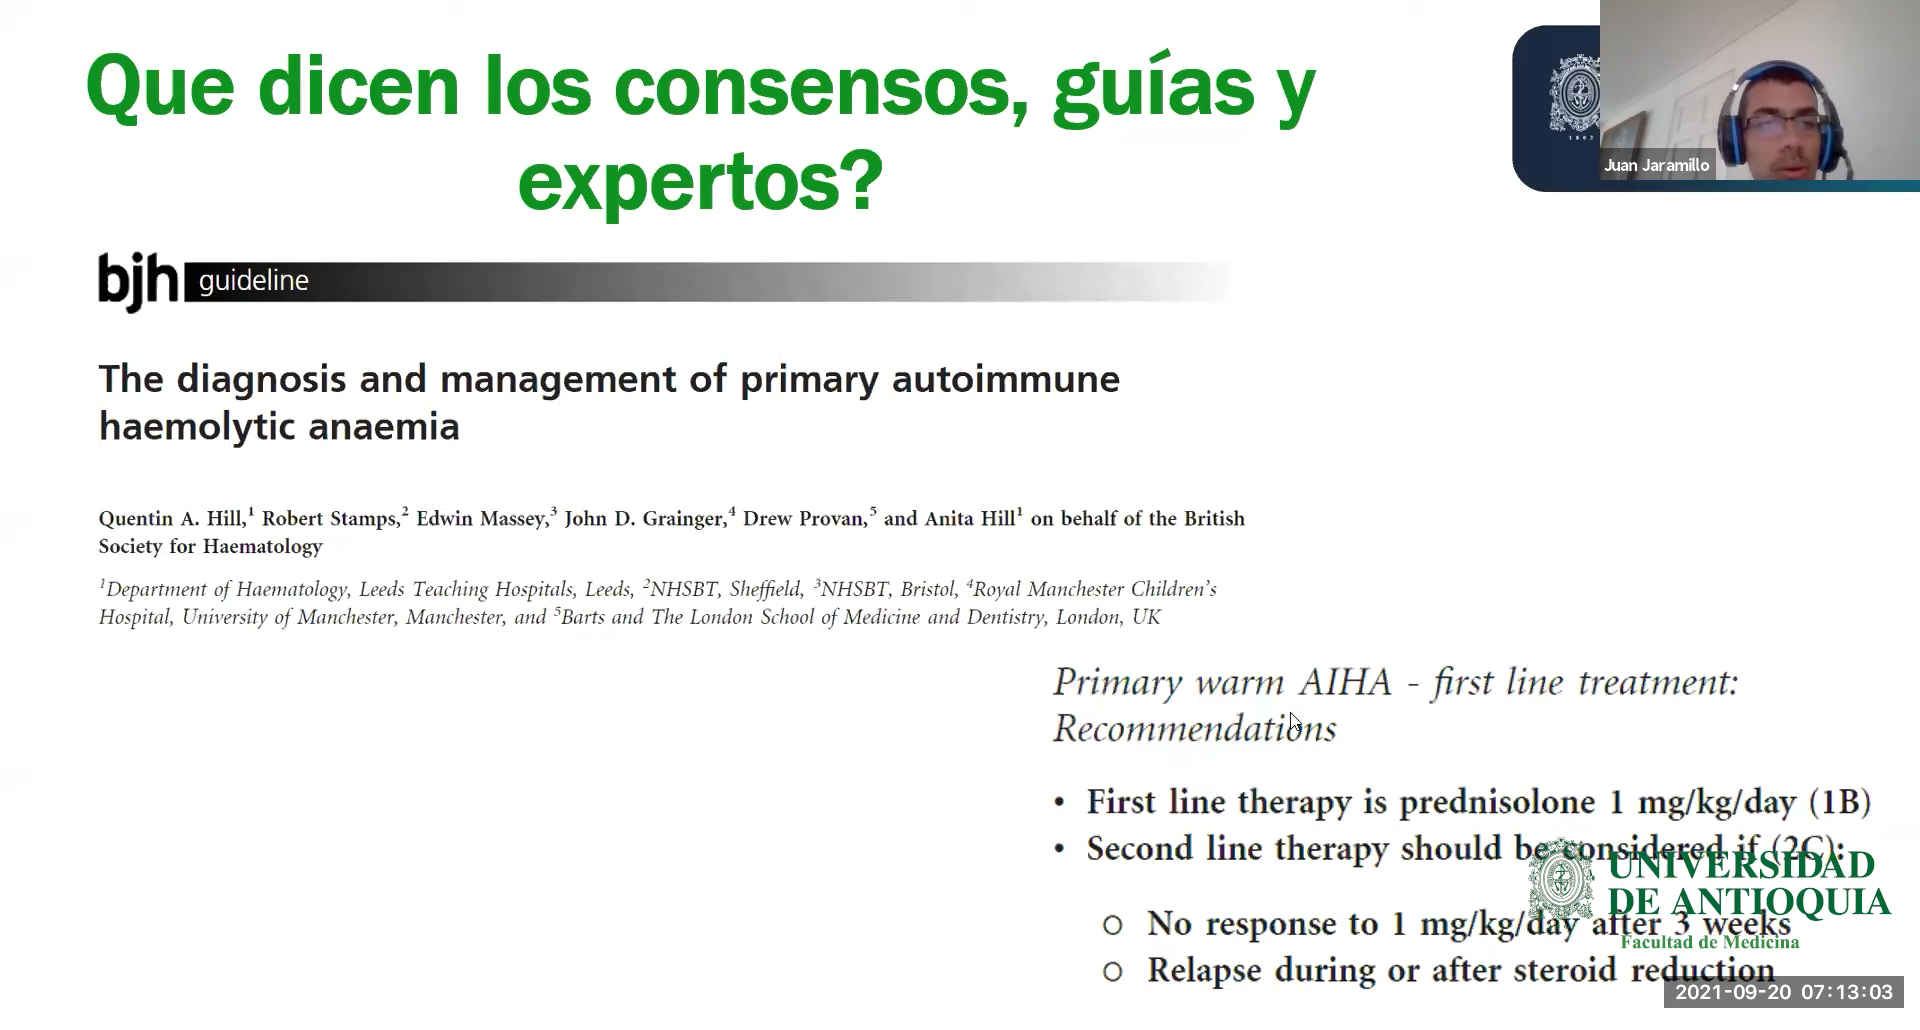 Que dicen los consensos, guías y
expertos?
1803
Juan Jaramillo
bjh guideline
The diagnosis and management of primary autoimmune
haemolytic anaemia
Quentin A. Hill,¹ Robert Stamps,² Edwin Massey,³ John D. Grainger,⁴ Drew Provan,⁵ and Anita Hill¹ on behalf of the British
Society for Haematology
¹Department of Haematology, Leeds Teaching Hospitals, Leeds, ²NHSBT, Sheffield, ³NHSBT, Bristol, ⁴Royal Manchester Children's
Hospital, University of Manchester, Manchester, and ⁵Barts and The London School of Medicine and Dentistry, London, UK
Primary warm AIHA - first line treatment:
Recommendations
• First line therapy is prednisolone 1 mg/kg/day (1B)
• Second line therapy should be considered if (2C):
○ No response to 1 mg/kg/day after 3 weeks
○ Relapse during or after steroid reduction
UNIVERSIDAD
DE ANTIOQUIA
Facultad de Medicina
2021-09-20 07:13:03